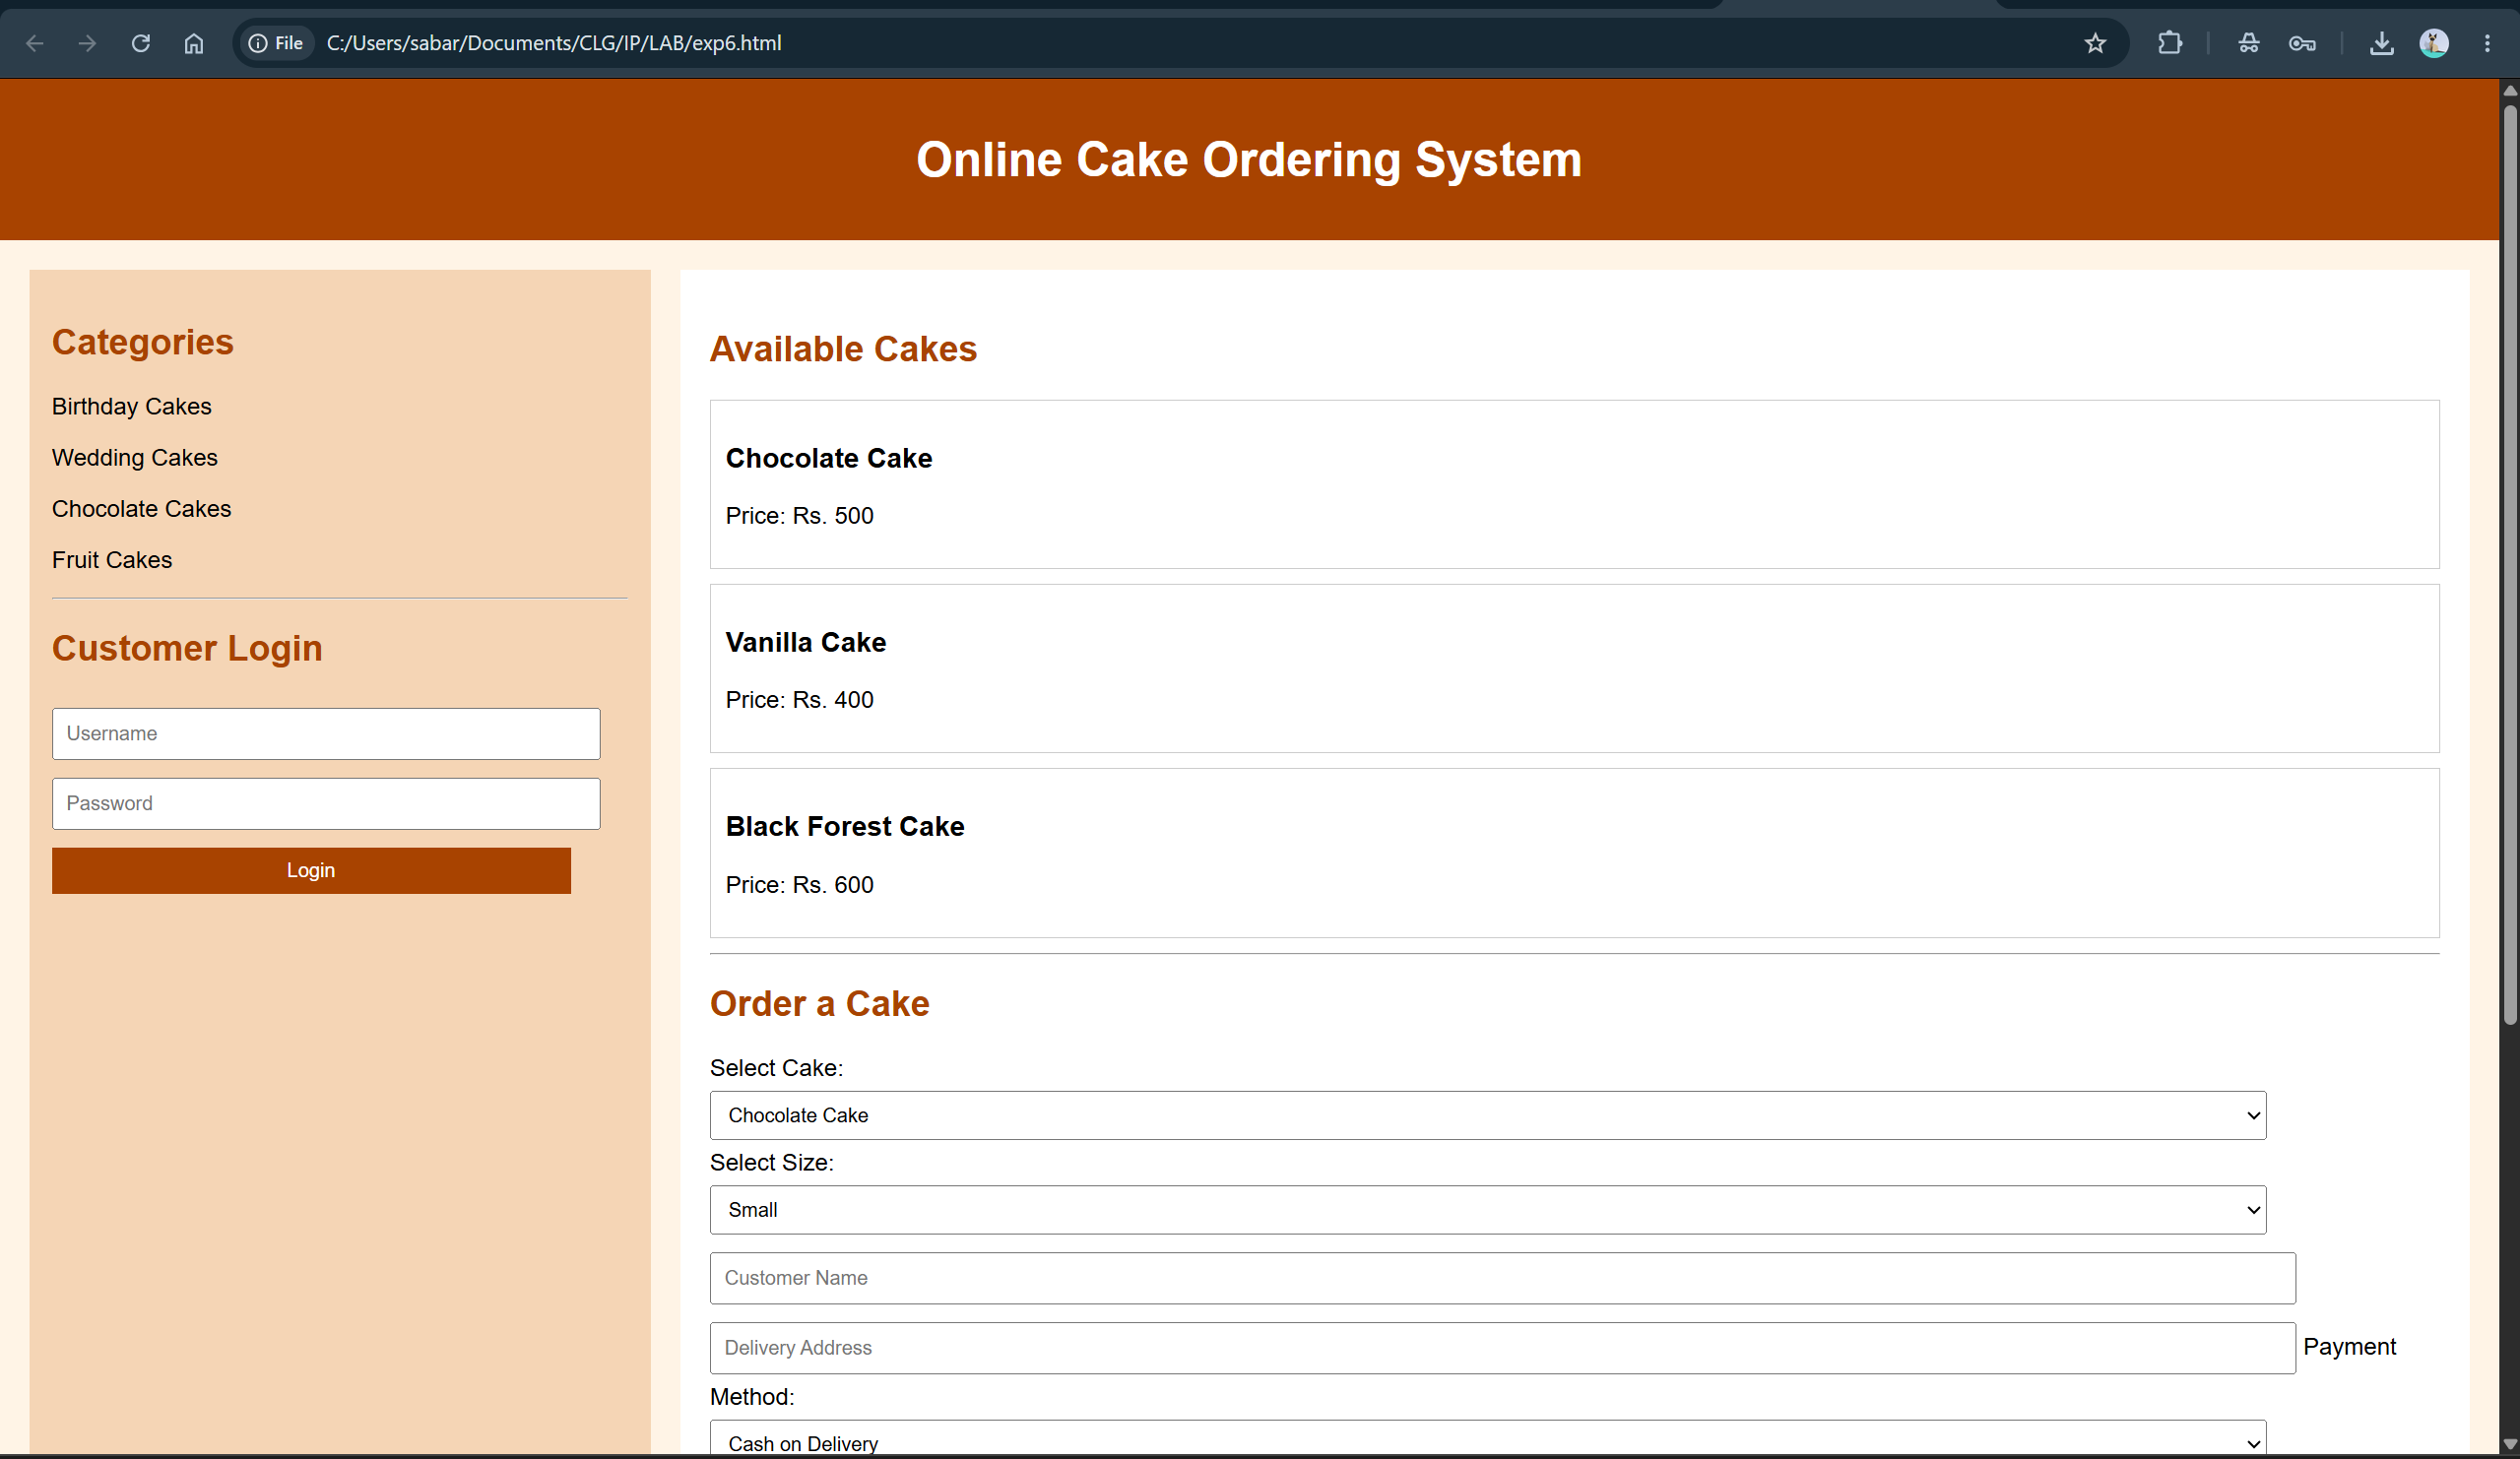 File
C:/Users/sabar/Documents/CLG/IP/LAB/exp6.html
Online Cake Ordering System
Categories
Birthday Cakes
Wedding Cakes
Chocolate Cakes
Fruit Cakes
Customer Login
Username
Password
Login
Available Cakes
Chocolate Cake
Price: Rs. 500
Vanilla Cake
Price: Rs. 400
Black Forest Cake
Price: Rs. 600
Order a Cake
Select Cake:
Chocolate Cake
Select Size:
Small
Customer Name
Delivery Address
Payment
Method:
Cash on Delivery